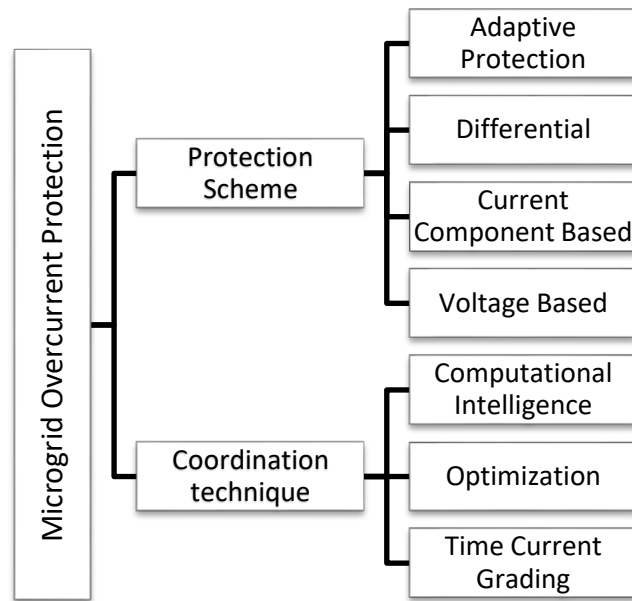 Microgrid Overcurrent Protection
Protection
Scheme
Adaptive
Protection
Differential
Current
Component Based
Voltage Based
Coordination
technique
Computational
Intelligence
Optimization
Time Current
Grading